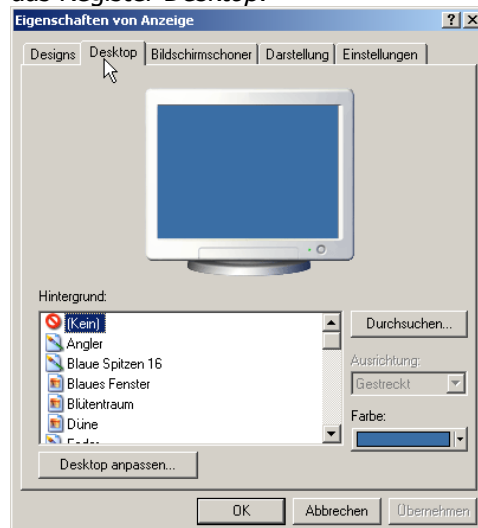 das Register Desktop.
Eigenschaften von Anzeige
Designs Desktop Bildschirmschoner Darstellung Einstellungen
Hintergrund:
(Kein)
Angler
Blaue Spitzen 16
Blaues Fenster
Blütentraum
Düne
Durchsuchen...
Ausrichtung:
Gestreckt
Farbe:
Desktop anpassen...
OK Abbrechen Übernehmen